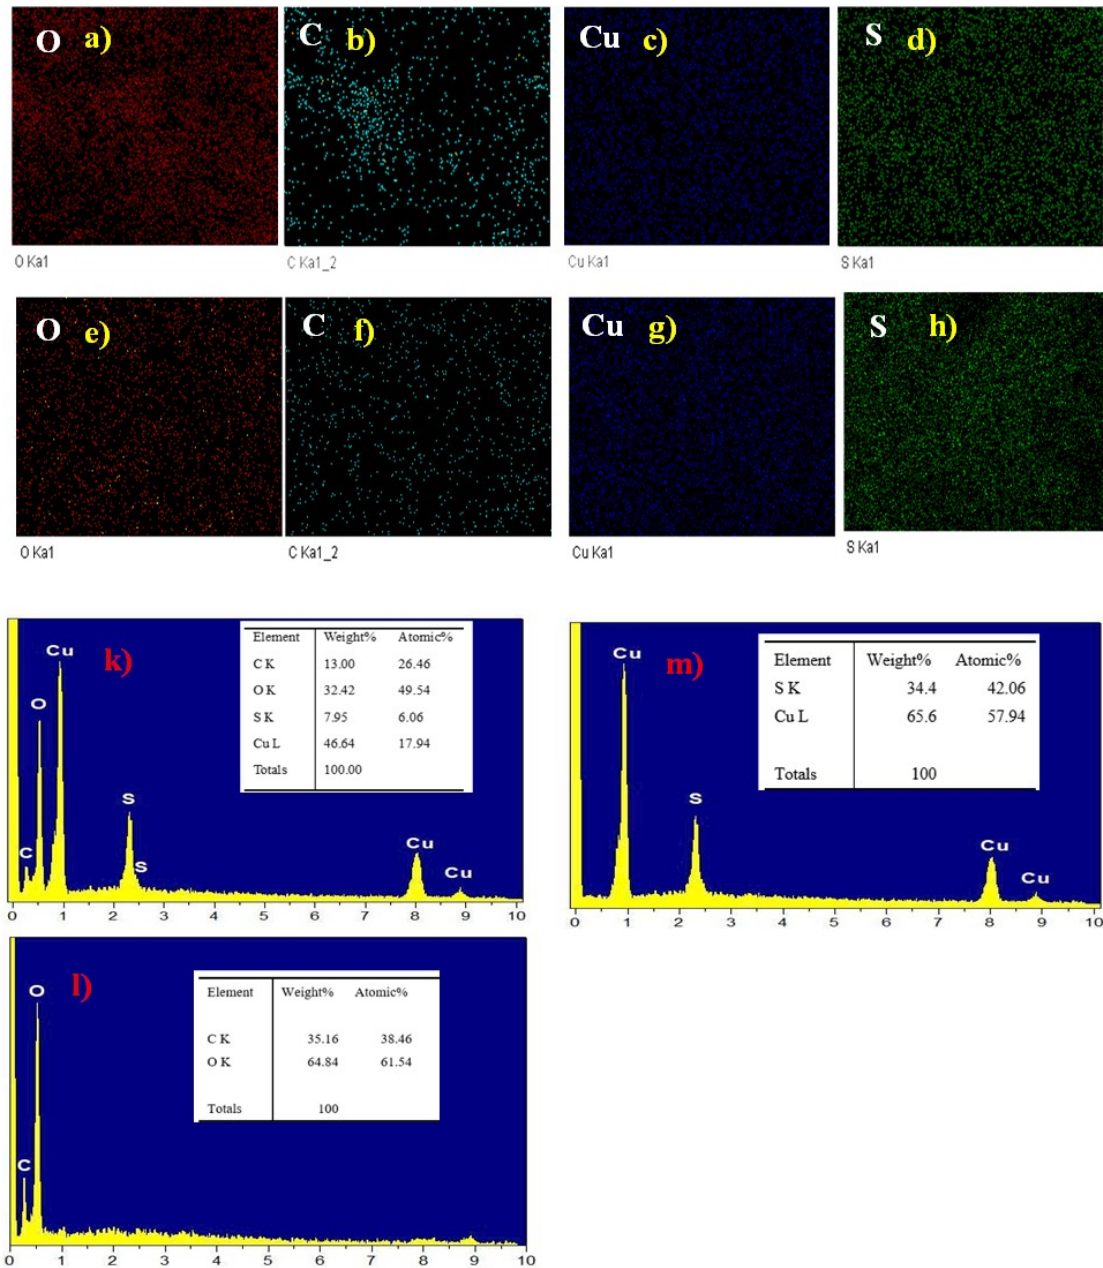 O a)
C b)
Cu c)
S d)
O Ka1
C Ka1_2
Cu Ka1
S Ka1
O e)
C f)
Cu g)
S h)
O Ka1
C Ka1_2
Cu Ka1
S Ka1
k)
Cu
O
C
S
S
Cu
Cu
Element Weight% Atomic%
C K 13.00 26.46
O K 32.42 49.54
S K 7.95 6.06
Cu L 46.64 17.94
Totals 100.00
0 1 2 3 4 5 6 7 8 9 10
m)
Cu
S
Cu
Cu
Element Weight% Atomic%
S K 34.4 42.06
Cu L 65.6 57.94
Totals 100
0 1 2 3 4 5 6 7 8 9 10
l)
O
C
Element Weight% Atomic%
C K 35.16 38.46
O K 64.84 61.54
Totals 100
0 1 2 3 4 5 6 7 8 9 10